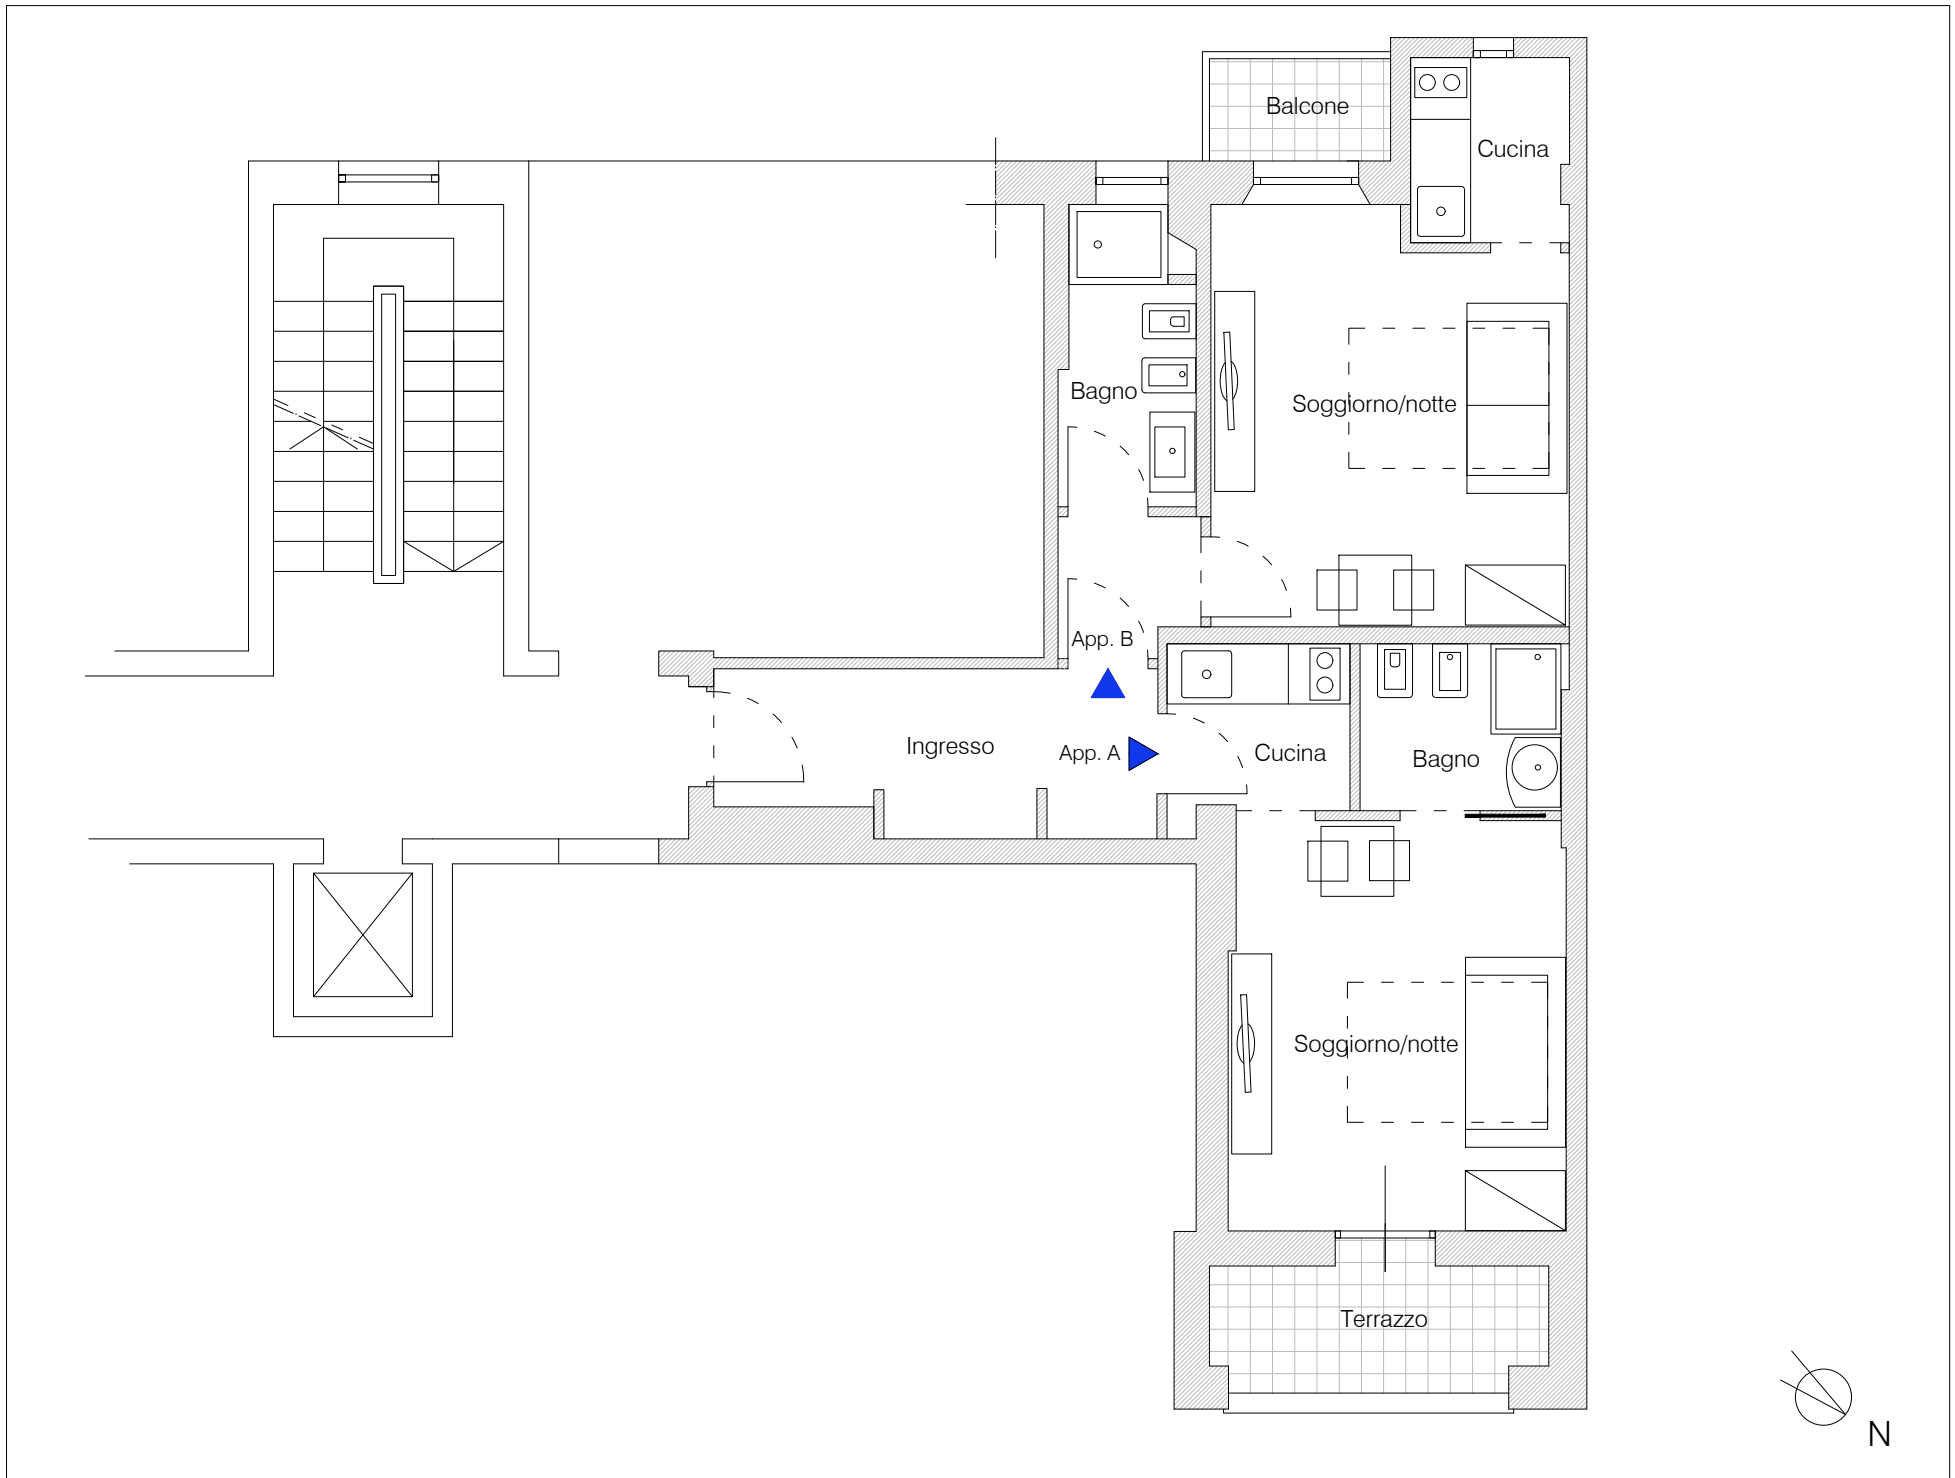 Balcone
Cucina
Bagno
Soggiorno/notte
App. B
Ingresso
App. A
Cucina
Bagno
Soggiorno/notte
Terrazzo
N